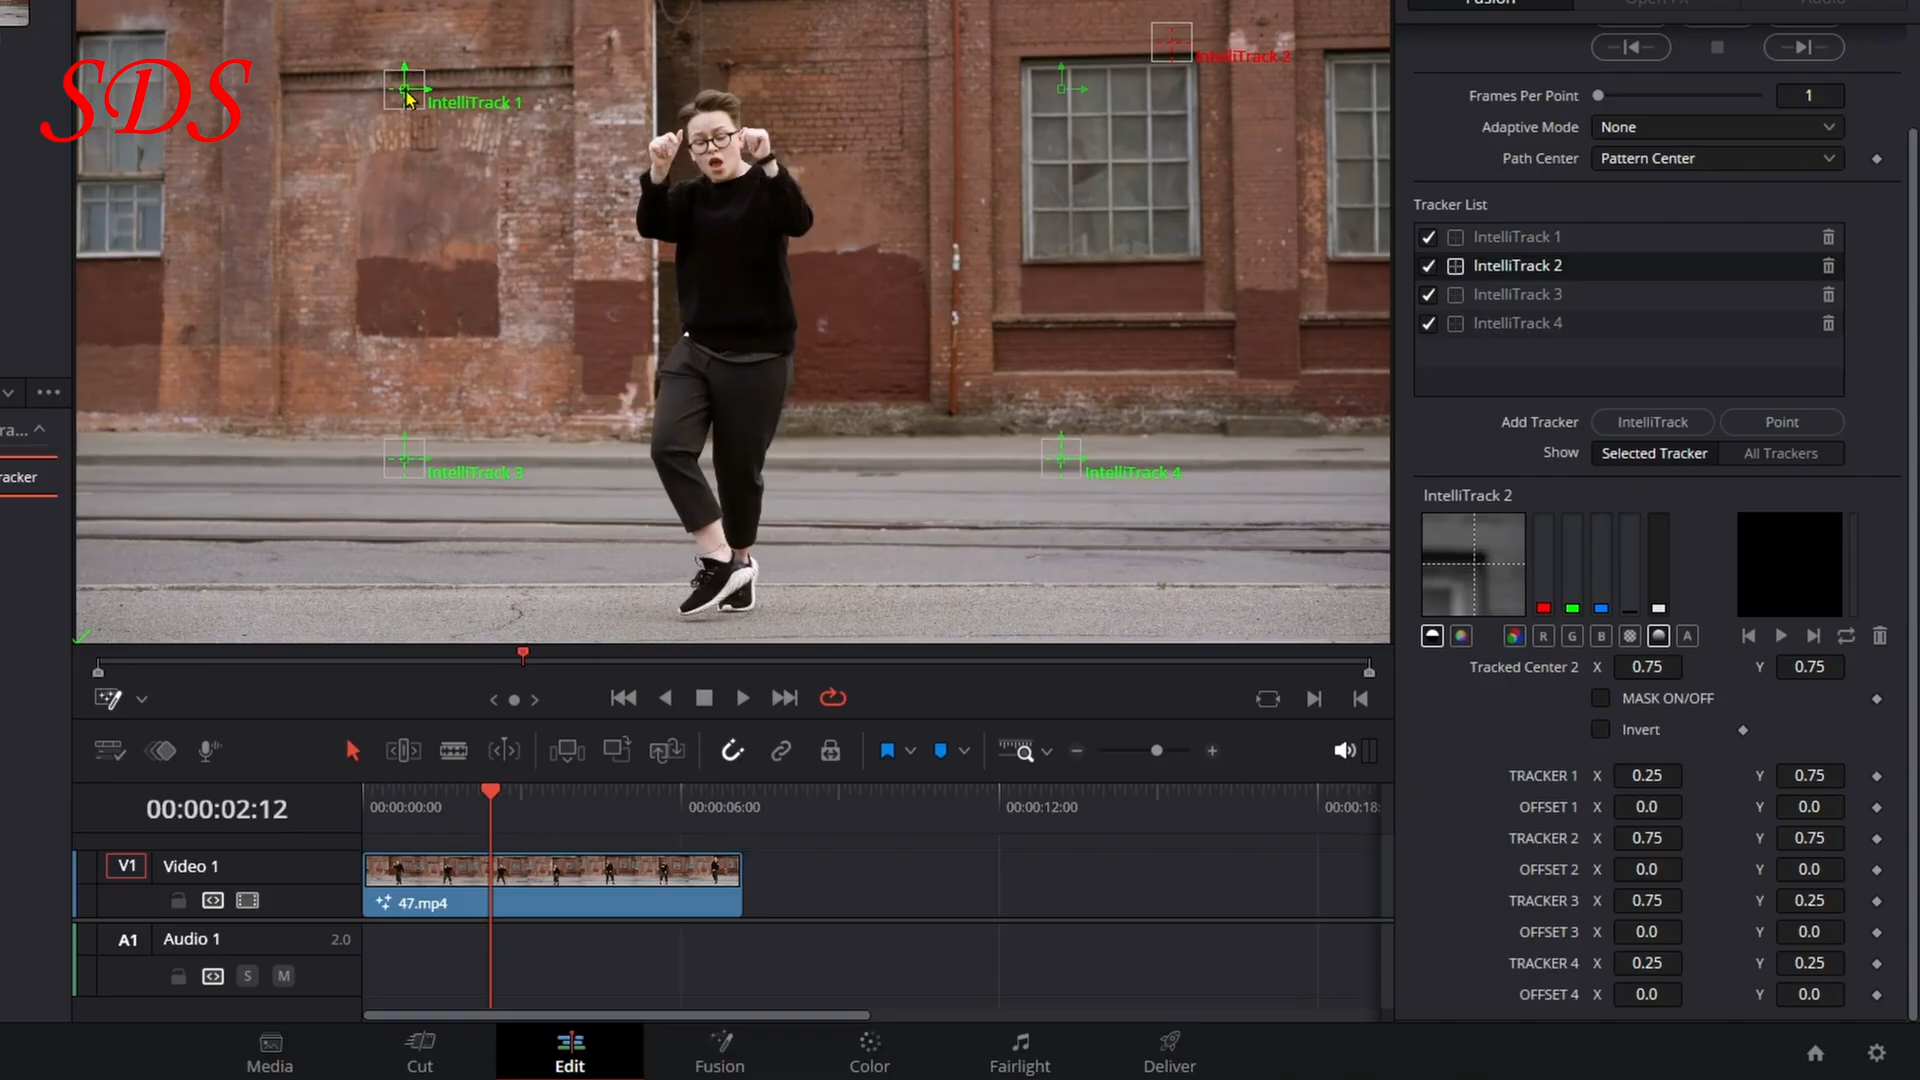 Fusion
Open FX
Audio
SDS
IntelliTrack 1
IntelliTrack 2
IntelliTrack 3
IntelliTrack 4
Frames Per Point 1
Adaptive Mode None
Path Center Pattern Center
Tracker List
IntelliTrack 1
IntelliTrack 2
IntelliTrack 3
IntelliTrack 4
Add Tracker IntelliTrack Point
Show Selected Tracker All Trackers
IntelliTrack 2
R G B A
Tracked Center 2 X 0.75 Y 0.75
MASK ON/OFF
Invert
TRACKER 1 X 0.25 Y 0.75
OFFSET 1 X 0.0 Y 0.0
TRACKER 2 X 0.75 Y 0.75
OFFSET 2 X 0.0 Y 0.0
TRACKER 3 X 0.75 Y 0.25
OFFSET 3 X 0.0 Y 0.0
TRACKER 4 X 0.25 Y 0.25
OFFSET 4 X 0.0 Y 0.0
ra...
racker
00:00:02:12
00:00:00:00 00:00:06:00 00:00:12:00 00:00:18:
V1 Video 1
47.mp4
A1 Audio 1 2.0
S M
Media Cut Edit Fusion Color Fairlight Deliver